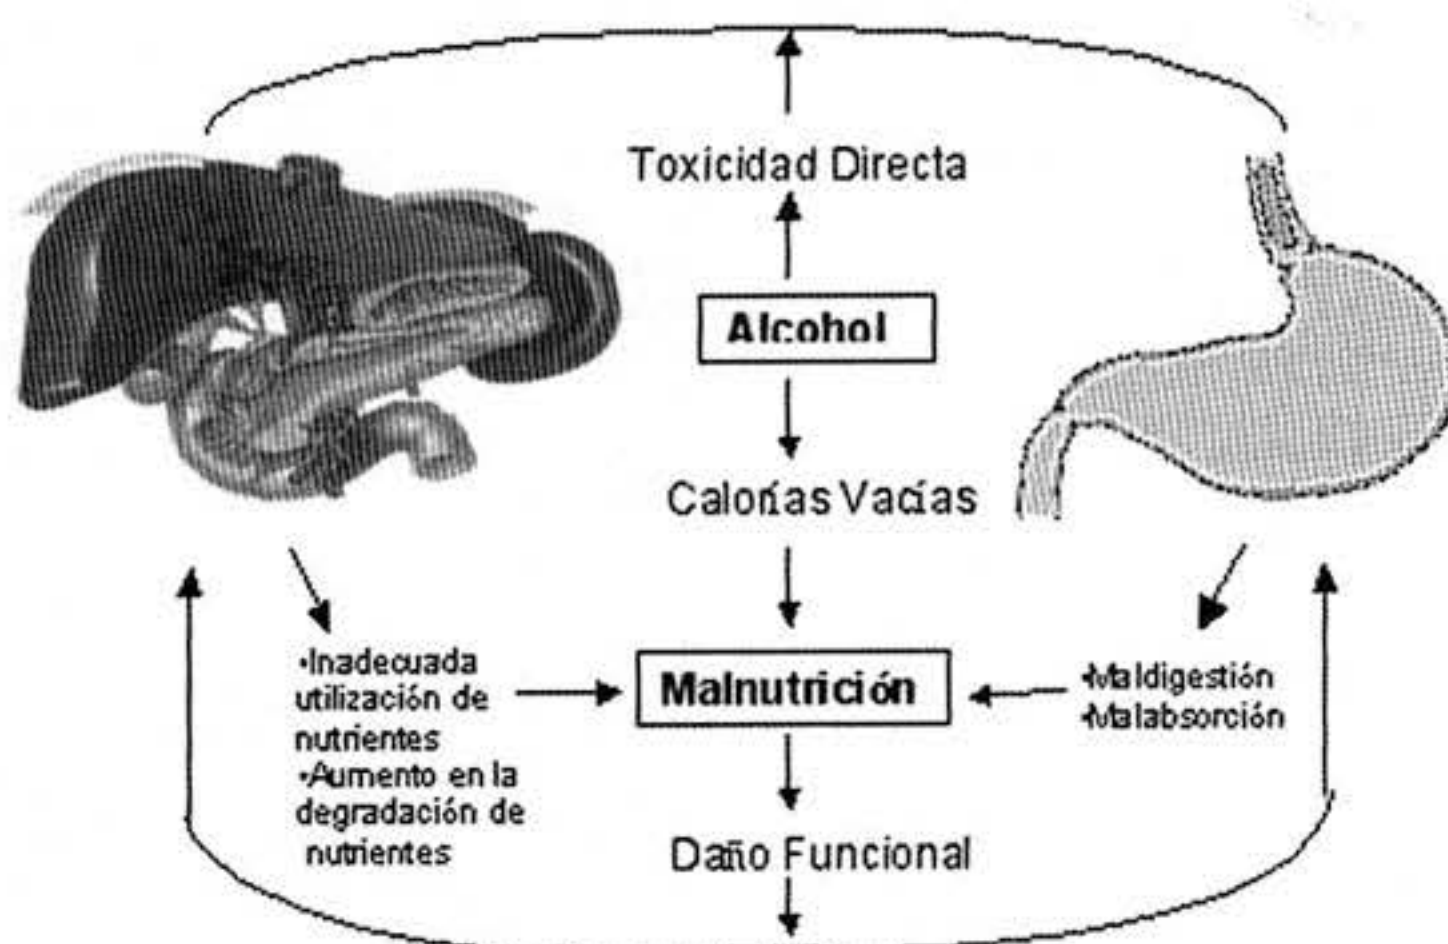 Toxicidad Directa
Alcohol
Calorías Vacías
•Inadecuada
utilización de
nutrientes
•Aumento en la
degradación de
nutrientes
Malnutrición
•Maldigestión
•Malabsorción
Daño Funcional